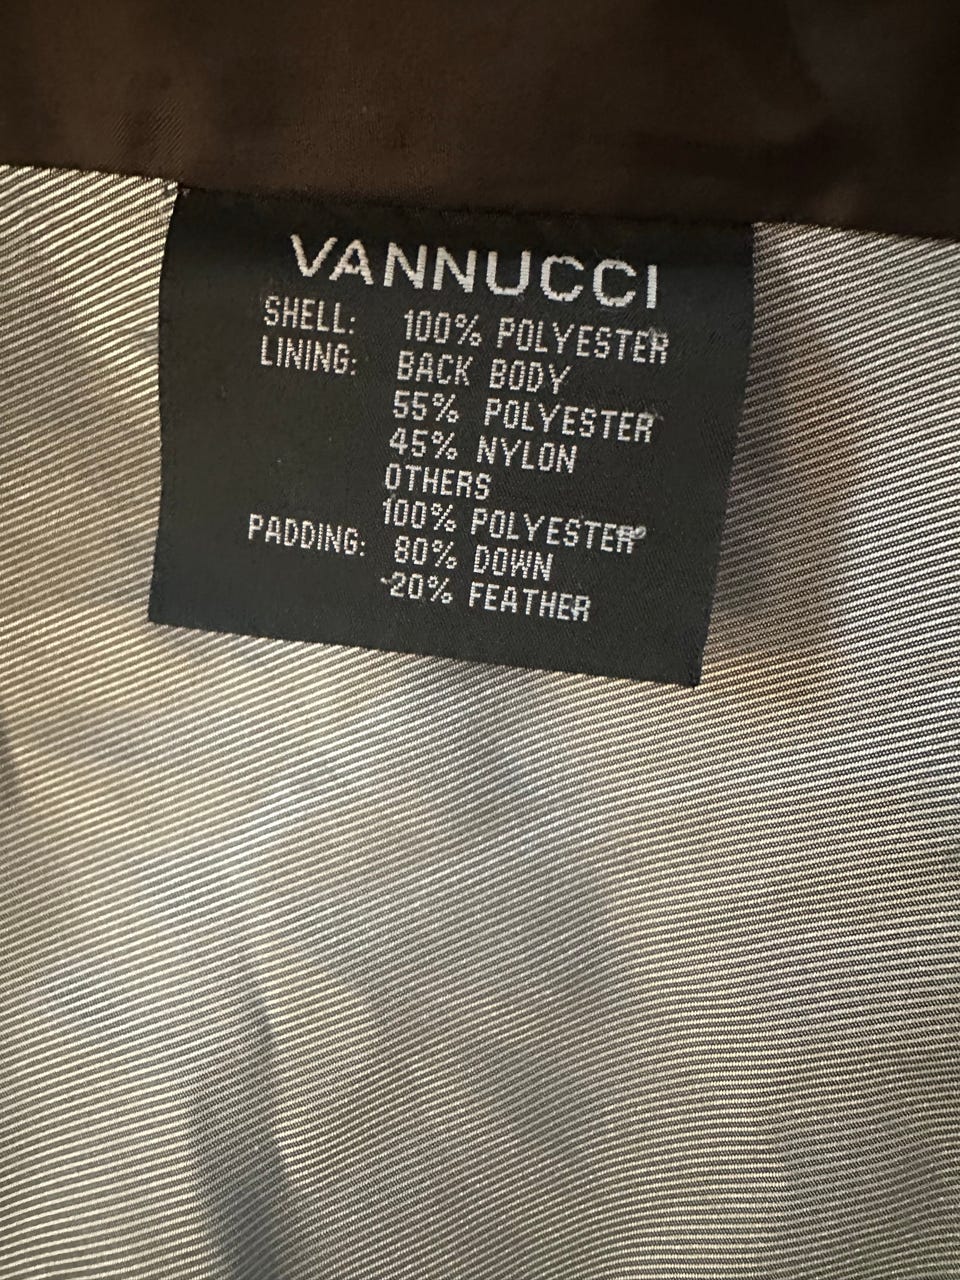 VANNUCCI
SHELL: 100% POLYESTER
LINING: BACK BODY
55% POLYESTER
45% NYLON
OTHERS
100% POLYESTER
PADDING: 80% DOWN
20% FEATHER